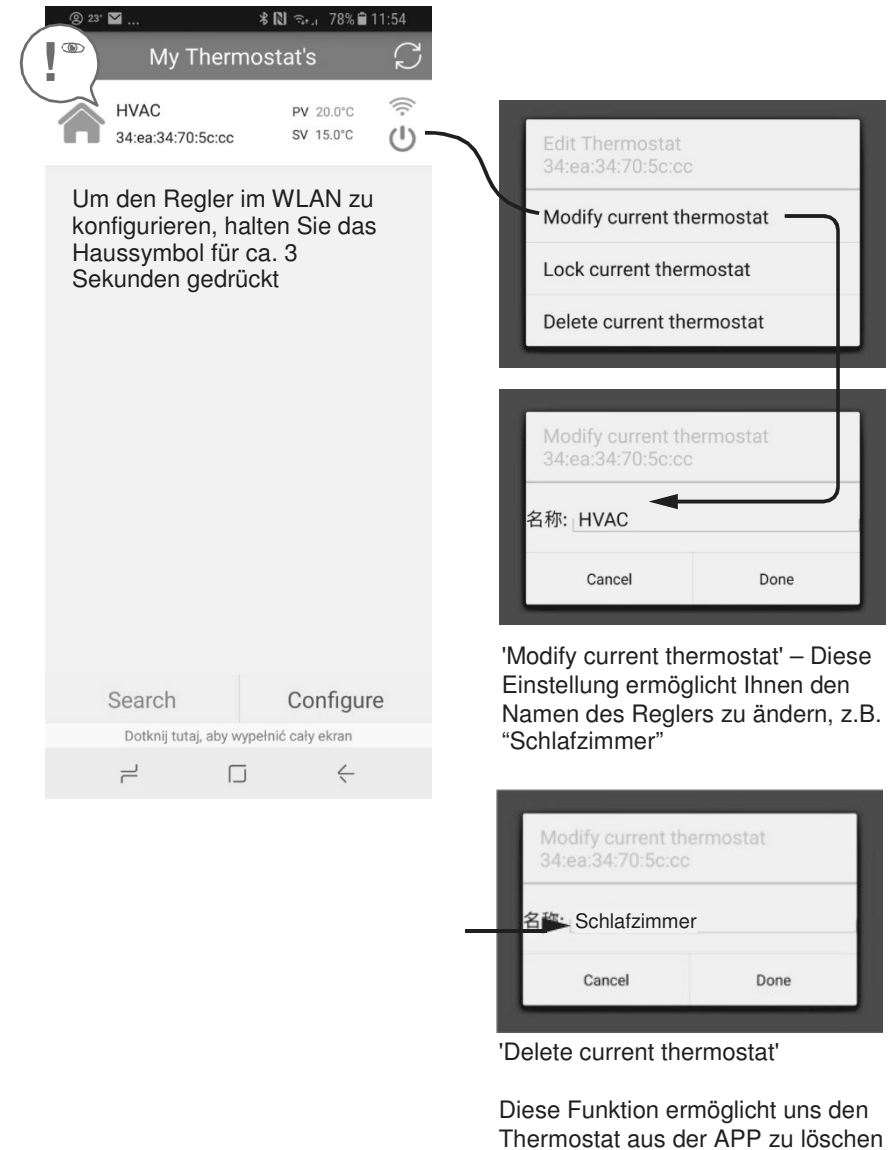 23° ... 78% 11:54
My Thermostat's
!
HVAC
34:ea:34:70:5c:cc
PV 20.0°C
SV 15.0°C
Um den Regler im WLAN zu
konfigurieren, halten Sie das
Haussymbol für ca. 3
Sekunden gedrückt
Search Configure
Dotknij tutaj, aby wypełnić cały ekran
Edit Thermostat
34:ea:34:70:5c:cc
Modify current thermostat
Lock current thermostat
Delete current thermostat
Modify current thermostat
34:ea:34:70:5c:cc
名称: HVAC
Cancel Done
'Modify current thermostat' – Diese
Einstellung ermöglicht Ihnen den
Namen des Reglers zu ändern, z.B.
“Schlafzimmer”
Modify current thermostat
34:ea:34:70:5c:cc
名称: Schlafzimmer
Cancel Done
'Delete current thermostat'
Diese Funktion ermöglicht uns den
Thermostat aus der APP zu löschen